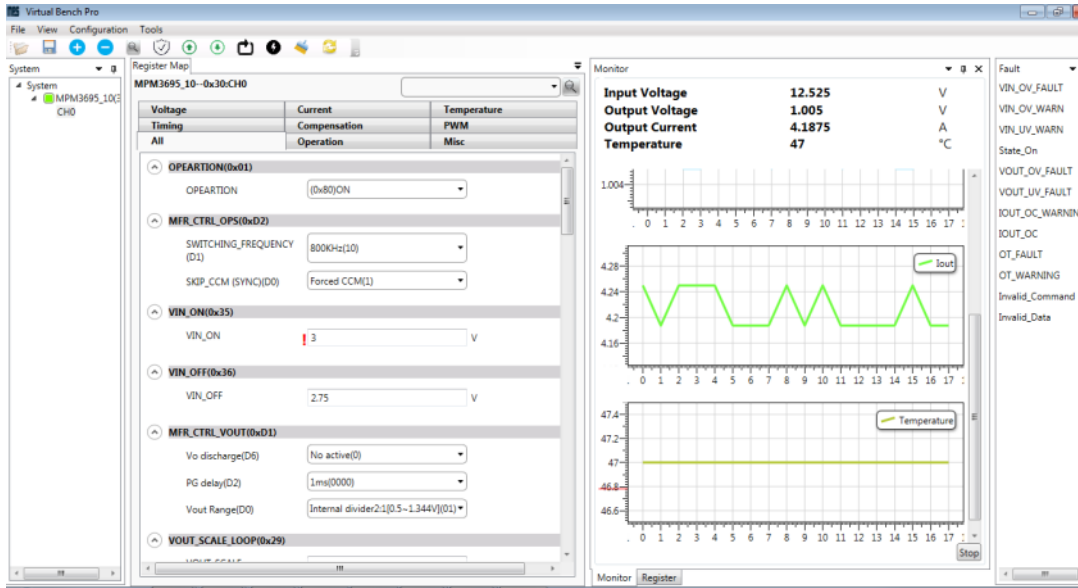 Virtual Bench Pro
File View Configuration Tools
System
System
MPM3695_10(3
CH0
Register Map
MPM3695_10--0x30:CH0
Voltage Current Temperature
Timing Compensation PWM
All Operation Misc
OPEARTION(0x01)
OPEARTION (0x80)ON
MFR_CTRL_OPS(0xD2)
SWITCHING_FREQUENCY
(D1) 800KHz(10)
SKIP_CCM (SYNC)(D0) Forced CCM(1)
VIN_ON(0x35)
VIN_ON ! 3 V
VIN_OFF(0x36)
VIN_OFF 2.75 V
MFR_CTRL_VOUT(0xD1)
Vo discharge(D6) No active(0)
PG delay(D2) 1ms(0000)
Vout Range(D0) Internal divider2:1[0.5~1.344V](01)
VOUT_SCALE_LOOP(0x29)
Monitor
Input Voltage 12.525 V
Output Voltage 1.005 V
Output Current 4.1875 A
Temperature 47 °C
1.004
. 0 1 2 3 4 5 6 7 8 9 10 11 12 13 14 15 16 17
Iout
4.28
4.24
4.2
4.16
. 0 1 2 3 4 5 6 7 8 9 10 11 12 13 14 15 16 17
Temperature
47.4
47.2
47
46.8
46.6
. 0 1 2 3 4 5 6 7 8 9 10 11 12 13 14 15 16 17
Stop
Monitor Register
Fault
VIN_OV_FAULT
VIN_OV_WARN
VIN_UV_WARN
State_On
VOUT_OV_FAULT
VOUT_UV_FAULT
IOUT_OC_WARNIN
IOUT_OC
OT_FAULT
OT_WARNING
Invalid_Command
Invalid_Data